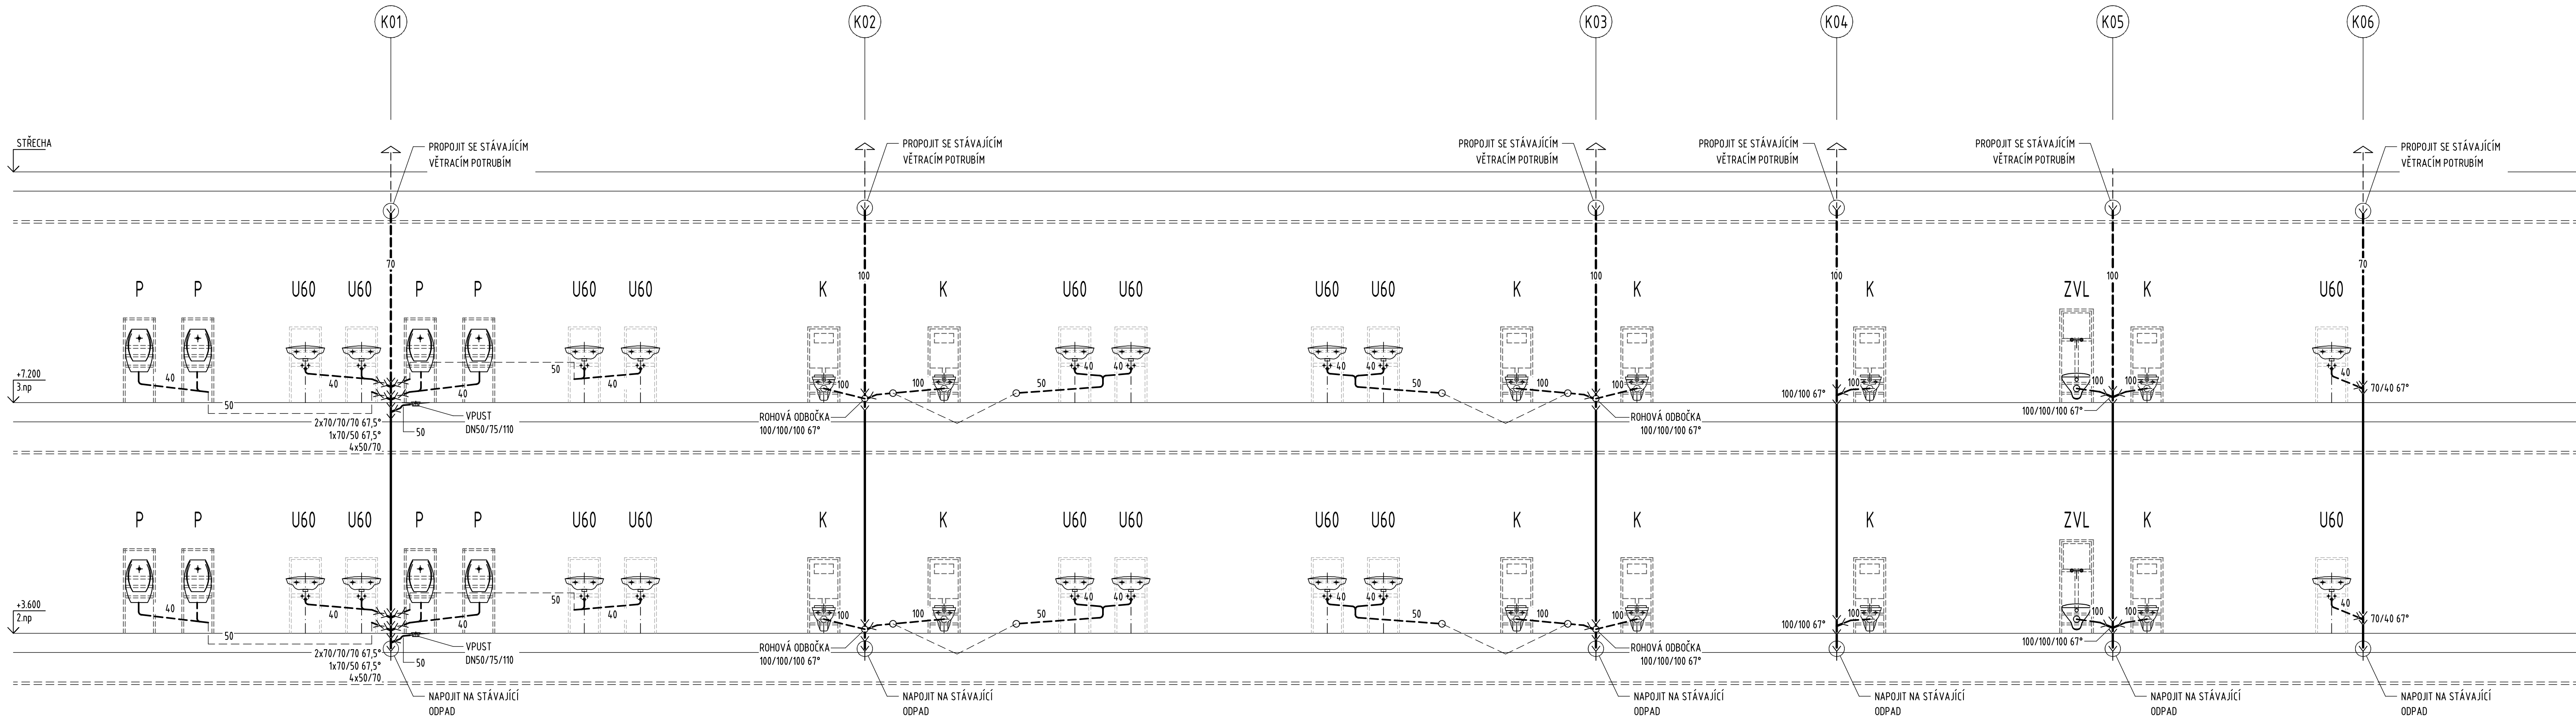 K01 K02 K03 K04 K05 K06
STŘECHA
PROPOJIT SE STÁVAJÍCÍM
VĚTRACÍM POTRUBÍM
PROPOJIT SE STÁVAJÍCÍM
VĚTRACÍM POTRUBÍM
PROPOJIT SE STÁVAJÍCÍM
VĚTRACÍM POTRUBÍM
PROPOJIT SE STÁVAJÍCÍM
VĚTRACÍM POTRUBÍM
PROPOJIT SE STÁVAJÍCÍM
VĚTRACÍM POTRUBÍM
PROPOJIT SE STÁVAJÍCÍM
VĚTRACÍM POTRUBÍM
70 100 100 100 100 70
P P U60 U60 P P U60 U60 K K U60 U60 U60 U60 K K K ZVL K U60
+7.200
3.np
40 40 40 50 40 100 100 50 40 40 40 40 50 100 100 100 100 100 40
50
2x70/70/70 67,5°
1x70/50 67,5°
4x50/70
50
VPUST
DN50/75/110
ROHOVÁ ODBOČKA
100/100/100 67°
ROHOVÁ ODBOČKA
100/100/100 67°
100/100 67°
100/100/100 67°
70/40 67°
P P U60 U60 P P U60 U60 K K U60 U60 U60 U60 K K K ZVL K U60
+3.600
2.np
40 40 40 50 40 100 100 50 40 40 40 40 50 100 100 100 100 100 40
50
2x70/70/70 67,5°
1x70/50 67,5°
4x50/70
50
VPUST
DN50/75/110
ROHOVÁ ODBOČKA
100/100/100 67°
ROHOVÁ ODBOČKA
100/100/100 67°
100/100 67°
100/100/100 67°
70/40 67°
NAPOJIT NA STÁVAJÍCÍ
ODPAD
NAPOJIT NA STÁVAJÍCÍ
ODPAD
NAPOJIT NA STÁVAJÍCÍ
ODPAD
NAPOJIT NA STÁVAJÍCÍ
ODPAD
NAPOJIT NA STÁVAJÍCÍ
ODPAD
NAPOJIT NA STÁVAJÍCÍ
ODPAD